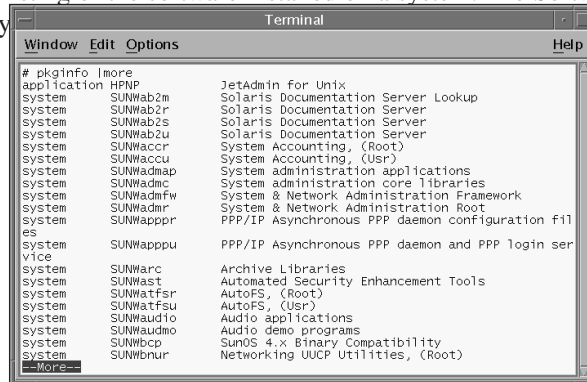 Terminal
Window Edit Options Help
# pkginfo |more
application HPNP JetAdmin for Unix
system SUNWab2m Solaris Documentation Server Lookup
system SUNWab2r Solaris Documentation Server
system SUNWab2s Solaris Documentation Server
system SUNWab2u Solaris Documentation Server
system SUNWaccr System Accounting, (Root)
system SUNWaccu System Accounting, (Usr)
system SUNWadmap System administration applications
system SUNWadmc System administration core libraries
system SUNWadmfw System & Network Administration Framework
system SUNWadmr System & Network Administration Root
system SUNWapppr PPP/IP Asynchronous PPP daemon configuration fil
es
system SUNWapppu PPP/IP Asynchronous PPP daemon and PPP login ser
vice
system SUNWarc Archive Libraries
system SUNWast Automated Security Enhancement Tools
system SUNWatfsr AutoFS, (Root)
system SUNWatfsu AutoFS, (Usr)
system SUNWaudio Audio applications
system SUNWaudmo Audio demo programs
system SUNWbcp SunOS 4.x Binary Compatibility
system SUNWbnur Networking UUCP Utilities, (Root)
--More--